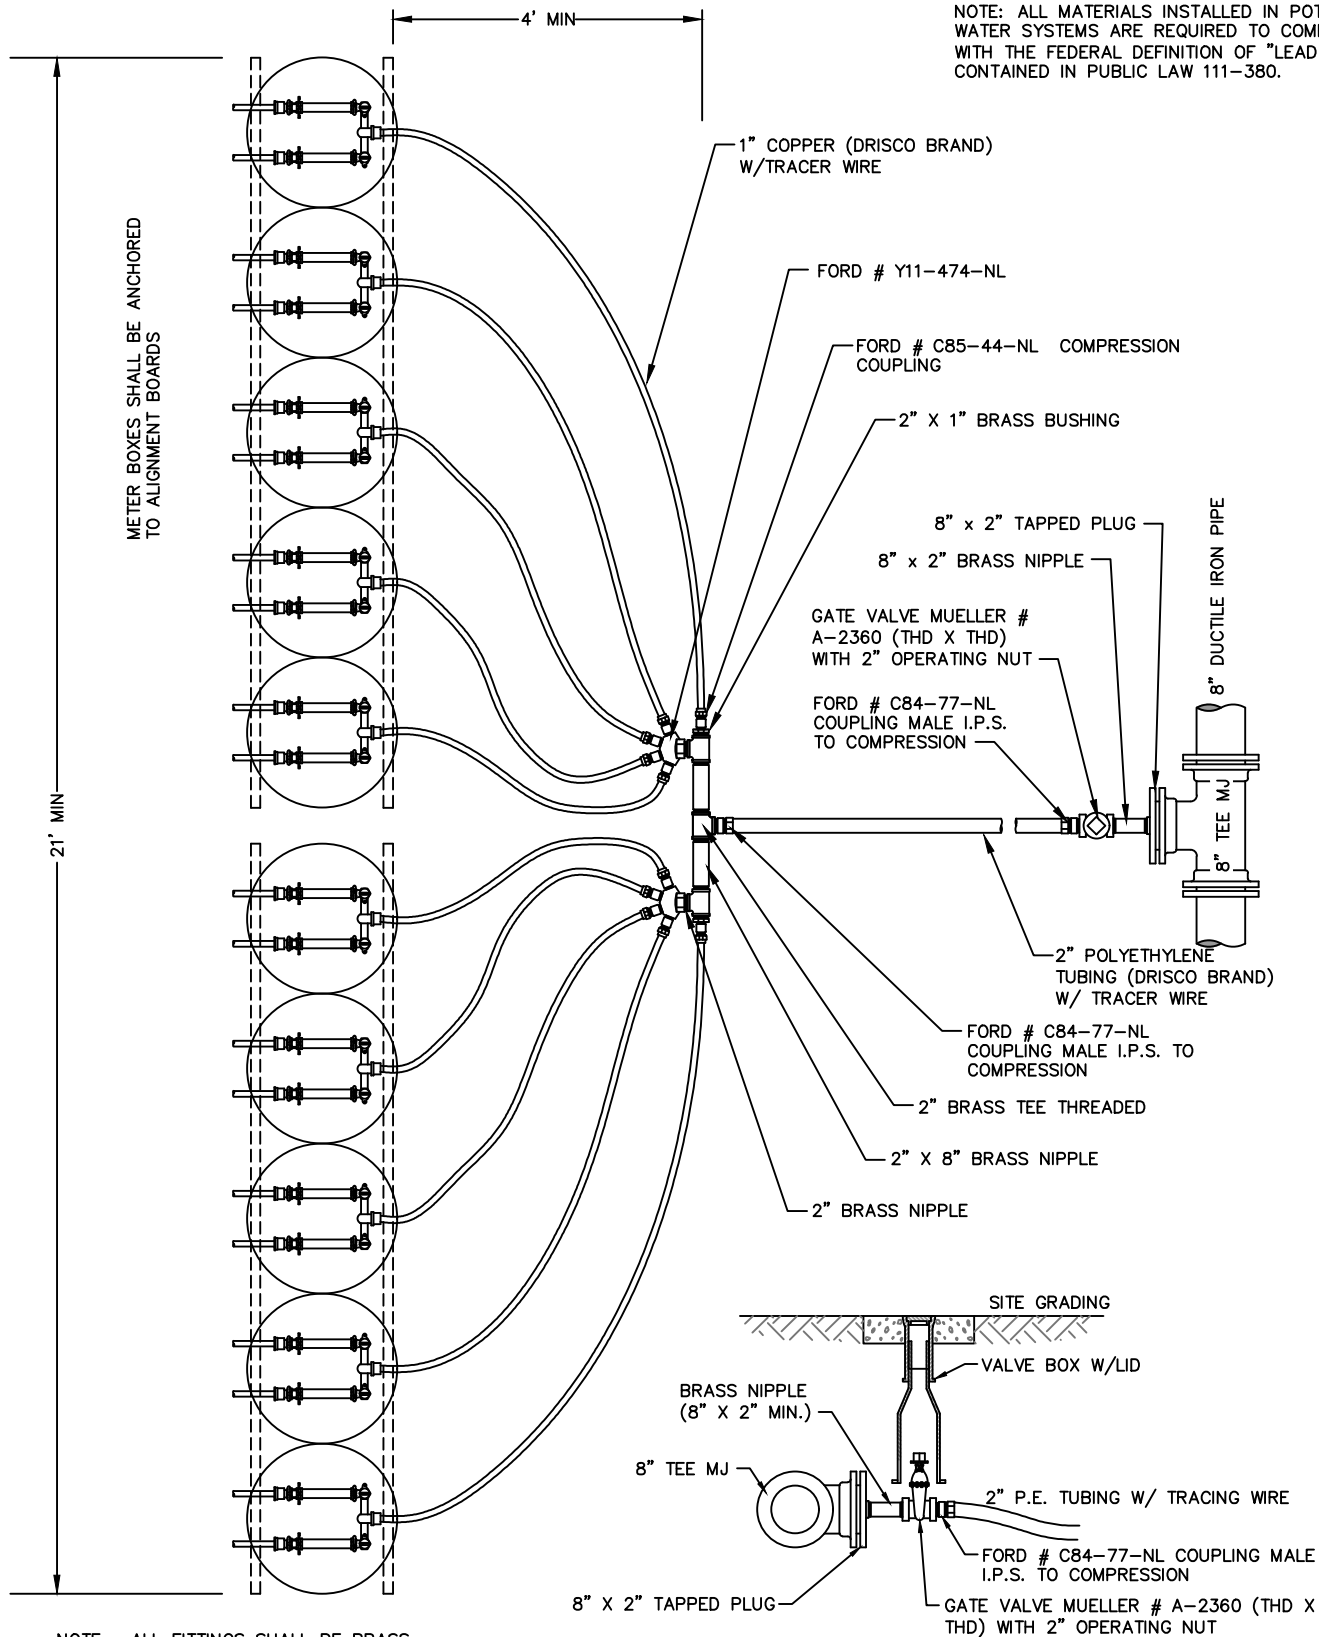 4' MIN
NOTE: ALL MATERIALS INSTALLED IN
WATER SYSTEMS ARE REQUIRED TO
WITH THE FEDERAL DEFINITION OF "LEAD
CONTAINED IN PUBLIC LAW 111-380.
1" COPPER (DRISCO BRAND)
W/TRACER WIRE
METER BOXES SHALL BE ANCHORED
TO ALIGNMENT BOARDS
FORD # Y11-474-NL
FORD # C85-44-NL COMPRESSION
COUPLING
2" X 1" BRASS BUSHING
8" x 2" TAPPED PLUG
8" x 2" BRASS NIPPLE
8" DUCTILE IRON PIPE
GATE VALVE MUELLER #
A-2360 (THD X THD)
WITH 2" OPERATING NUT
FORD # C84-77-NL
COUPLING MALE I.P.S.
TO COMPRESSION
21' MIN
8" TEE MJ
2" POLYETHYLENE
TUBING (DRISCO BRAND)
W/ TRACER WIRE
FORD # C84-77-NL
COUPLING MALE I.P.S. TO
COMPRESSION
2" BRASS TEE THREADED
2" X 8" BRASS NIPPLE
2" BRASS NIPPLE
SITE GRADING
VALVE BOX W/LID
BRASS NIPPLE
(8" X 2" MIN.)
8" TEE MJ
2" P.E. TUBING W/ TRACING WIRE
FORD # C84-77-NL COUPLING MALE
I.P.S. TO COMPRESSION
8" X 2" TAPPED PLUG
GATE VALVE MUELLER # A-2360 (THD X
THD) WITH 2" OPERATING NUT
NOTE: ALL FITTINGS SHALL BE BRASS